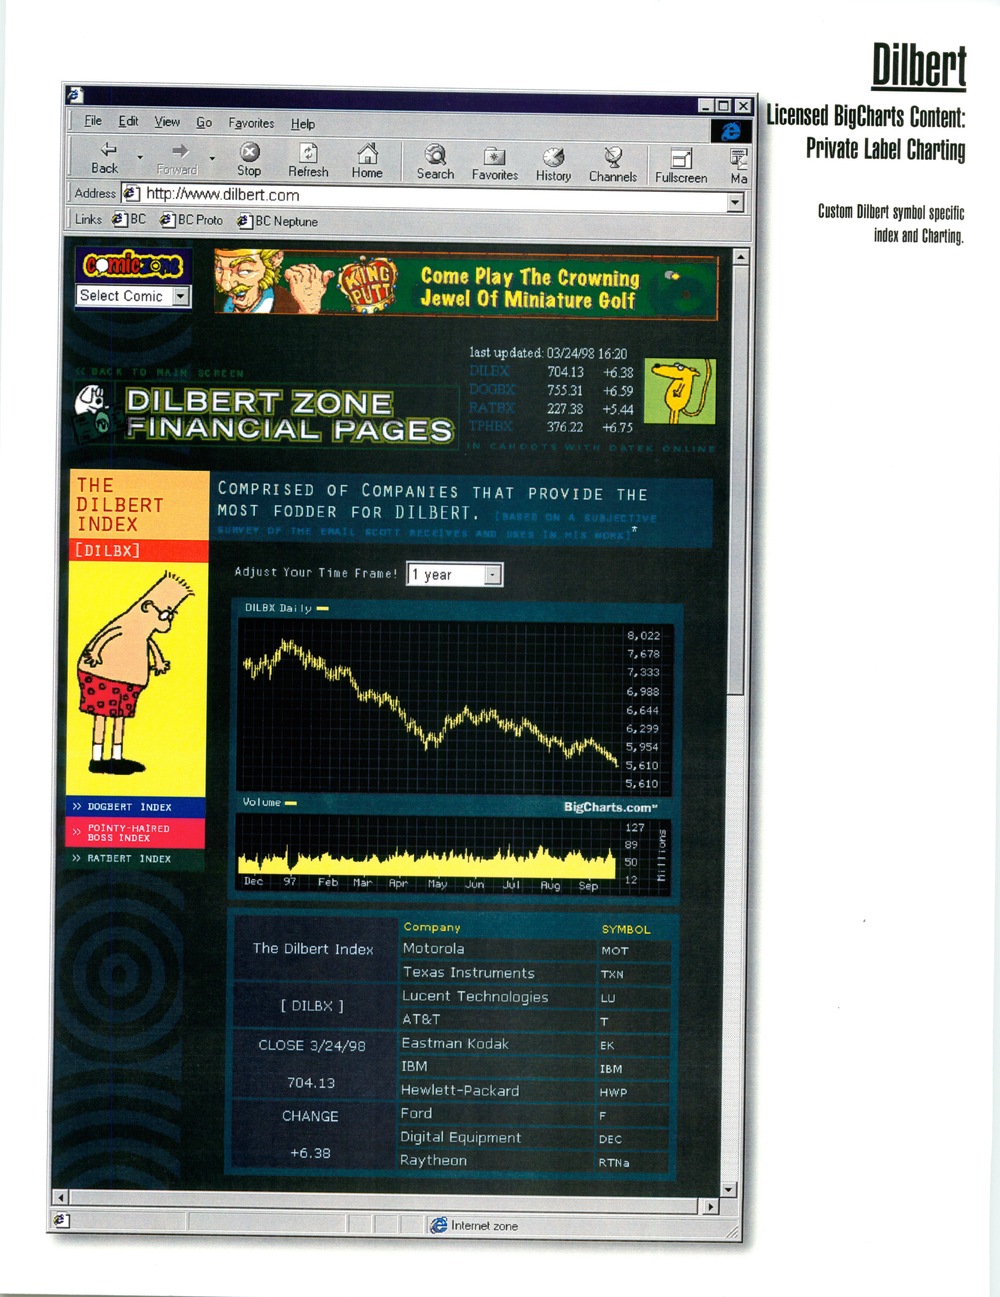 Dilbert
Licensed BigCharts Content:
Private Label Charting
Custom Dilbert symbol specific
index and Charting.
File Edit View Go Favorites Help
Back Forward Stop Refresh Home Search Favorites History Channels Fullscreen Ma
Address http://www.dilbert.com
Links BC BC Proto BC Neptune
comic zone
Select Comic
KING PUTT
Come Play The Crowning
Jewel Of Miniature Golf
last updated: 03/24/98 16:20
DILBX 704.13 +6.38
DOGBX 755.31 +6.59
RATBX 227.38 +5.44
TPHBX 376.22 +6.75
<< BACK TO MAIN SCREEN
DILBERT ZONE
FINANCIAL PAGES
IN CAHOOTS WITH DATEK ONLINE
THE
DILBERT
INDEX
[DILBX]
COMPRISED OF COMPANIES THAT PROVIDE THE
MOST FODDER FOR DILBERT. [BASED ON A SUBJECTIVE
SURVEY OF THE EMAIL SCOTT RECEIVES AND USES IN HIS WORK]*
Adjust Your Time Frame! 1 year
DILBX Daily
8,022
7,678
7,333
6,988
6,644
6,299
5,954
5,610
5,610
Volume
BigCharts.com
127
89
50
12
Millions
Dec 97 Feb Mar Apr May Jun Jul Aug Sep
>> DOGBERT INDEX
>> POINTY-HAIRED
BOSS INDEX
>> RATBERT INDEX
The Dilbert Index
[ DILBX ]
CLOSE 3/24/98
704.13
CHANGE
+6.38
Company SYMBOL
Motorola MOT
Texas Instruments TXN
Lucent Technologies LU
AT&T T
Eastman Kodak EK
IBM IBM
Hewlett-Packard HWP
Ford F
Digital Equipment DEC
Raytheon RTNa
Internet zone